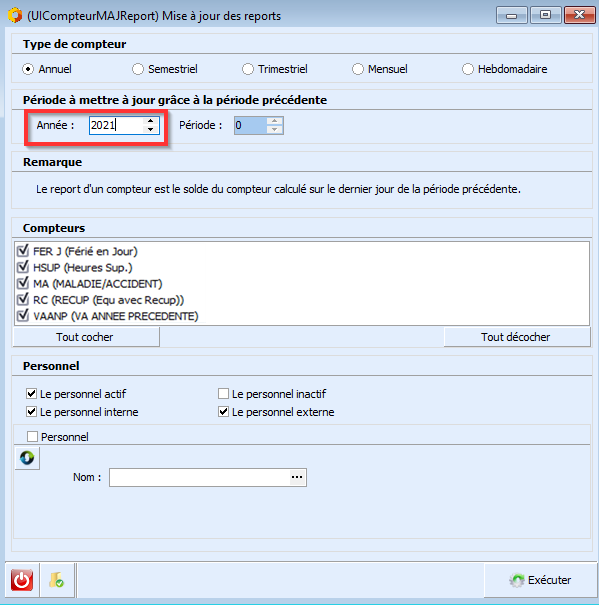 (UICompteurMAJReport) Mise à jour des reports
Type de compteur
Annuel Semestriel Trimestriel Mensuel Hebdomadaire
Période à mettre à jour grâce à la période précédente
Année : 2021 Période : 0
Remarque
Le report d'un compteur est le solde du compteur calculé sur le dernier jour de la période précédente.
Compteurs
FER J (Férié en Jour)
HSUP (Heures Sup.)
MA (MALADIE/ACCIDENT)
RC (RECUP (Equ avec Recup))
VAANP (VA ANNEE PRECEDENTE)
Tout cocher Tout décocher
Personnel
Le personnel actif Le personnel inactif
Le personnel interne Le personnel externe
Personnel
Nom : ...
Exécuter